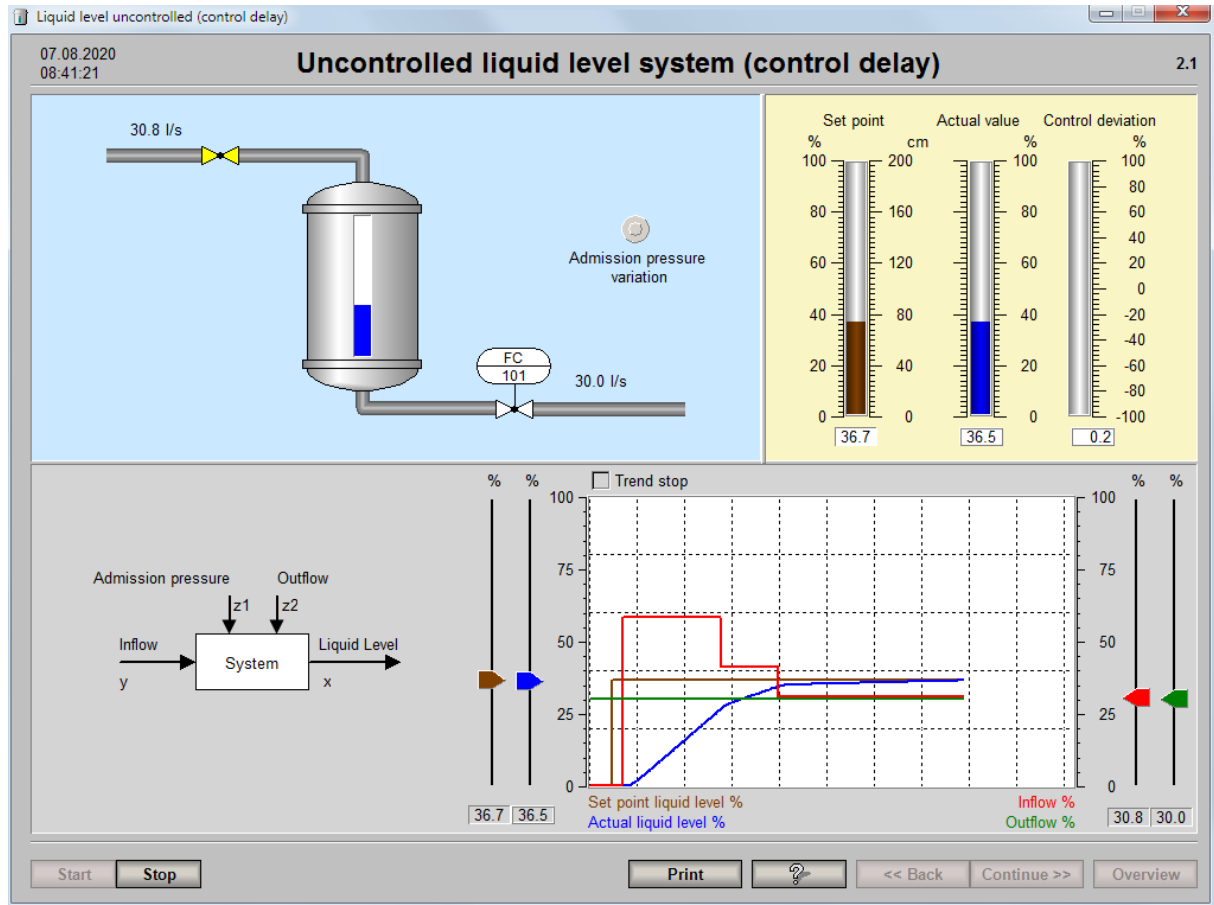 Liquid level uncontrolled (control delay)
07.08.2020
08:41:21
Uncontrolled liquid level system (control delay)
2.1
30.8 l/s
Admission pressure
variation
FC
101
30.0 l/s
Set point
Actual value
Control deviation
% cm % %
100 200 100 100
80
80 160 80 60
40
60 120 60 20
0
40 80 40 -20
-40
20 40 20 -60
-80
0 0 0 -100
36.7 36.5 0.2
Admission pressure Outflow
z1 z2
Inflow Liquid Level
System
y x
% % Trend stop % %
100 100
75 75
50 50
25 25
0 0
36.7 36.5
Set point liquid level % Inflow %
Actual liquid level % Outflow %
30.8 30.0
Start Stop Print ? << Back Continue >> Overview